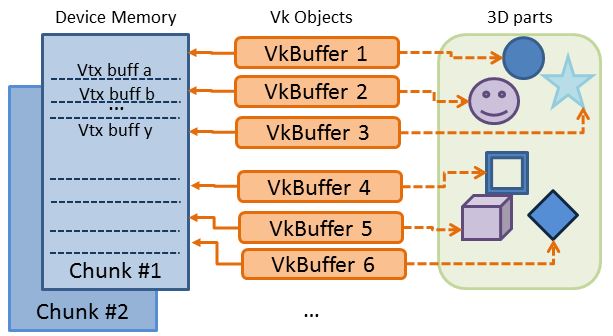 Device Memory
Vk Objects
3D parts
Vtx buff a
Vtx buff b
...
Vtx buff y
Chunk #1
Chunk #2
VkBuffer 1
VkBuffer 2
VkBuffer 3
VkBuffer 4
VkBuffer 5
VkBuffer 6
...